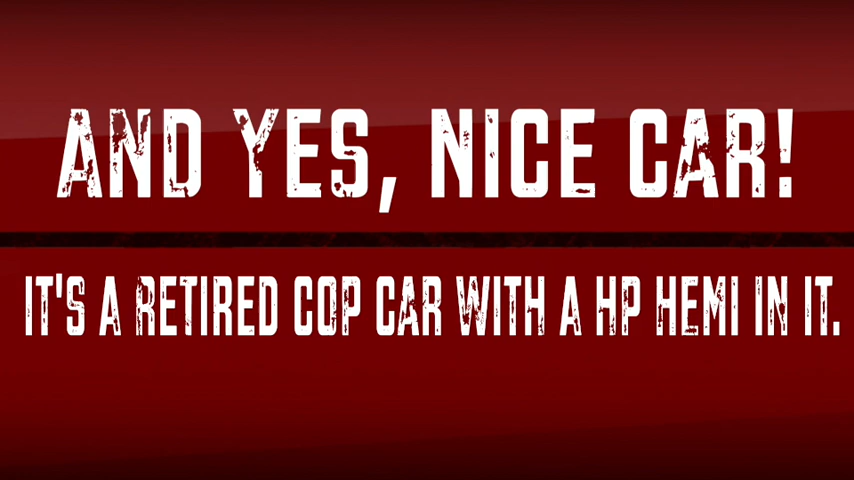 AND YES, NICE CAR!
IT'S A RETIRED COP CAR WITH A HP HEMI IN IT.